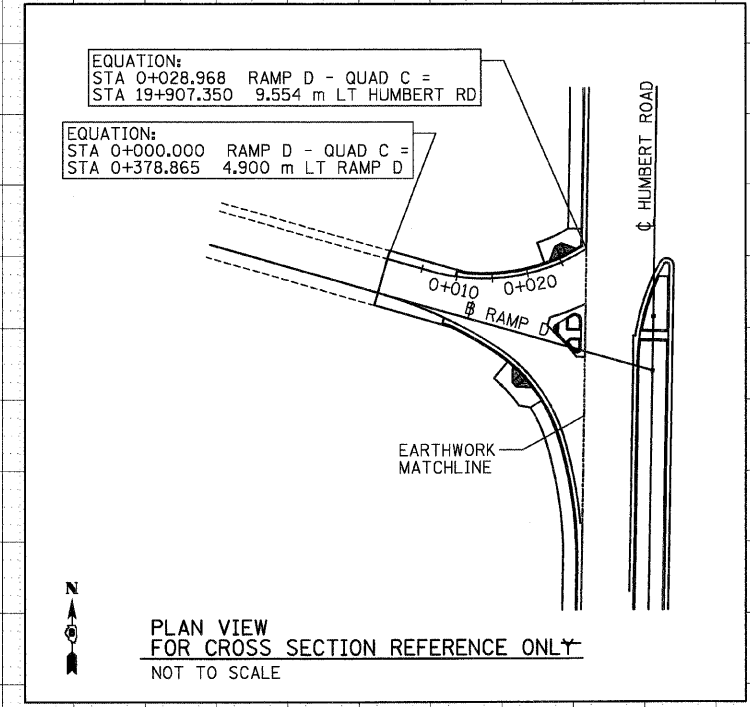 EQUATION:
STA 0+028.968 RAMP D - QUAD C =
STA 19+907.350 9.554 m LT HUMBERT RD
EQUATION:
STA 0+000.000 RAMP D - QUAD C =
STA 0+378.865 4.900 m LT RAMP D
℄ HUMBERT ROAD
0+010
0+020
RAMP D
EARTHWORK
MATCHLINE
N
PLAN VIEW
FOR CROSS SECTION REFERENCE ONLY
NOT TO SCALE